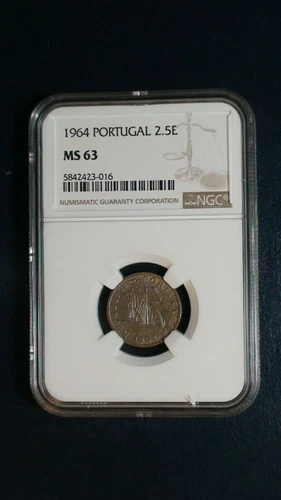 1964 PORTUGAL 2.5E
MS 63
5842423-016
NUMISMATIC GUARANTY CORPORATION
NGC®